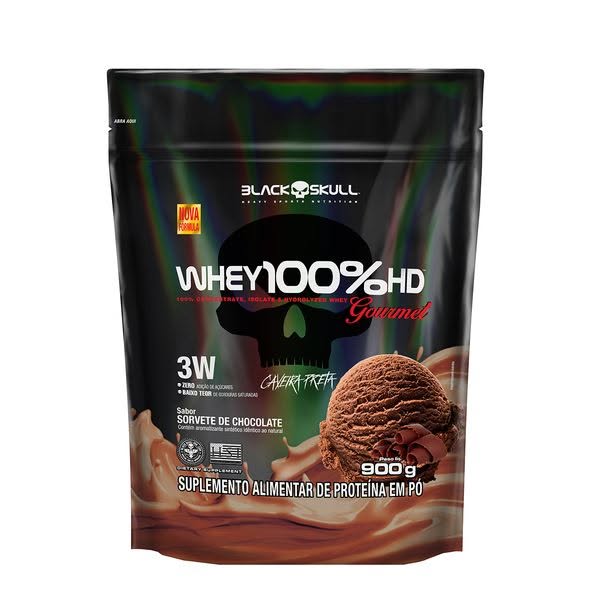 ABRA AQUI
BLACK SKULL
HEAVY SPORTS NUTRITION
NOVA
FÓRMULA
WHEY100%HD™
100% CONCENTRATE, ISOLATE & HYDROLYZED WHEY
Gourmet
3W
• ZERO ADIÇÃO DE AÇÚCARES
• BAIXO TEOR DE GORDURAS SATURADAS
CAVEIRA PRETA
Sabor
SORVETE DE CHOCOLATE
Contém aromatizante sintético idêntico ao natural
DIETARY SUPPLEMENT
Peso líq.
900g
SUPLEMENTO ALIMENTAR DE PROTEÍNA EM PÓ